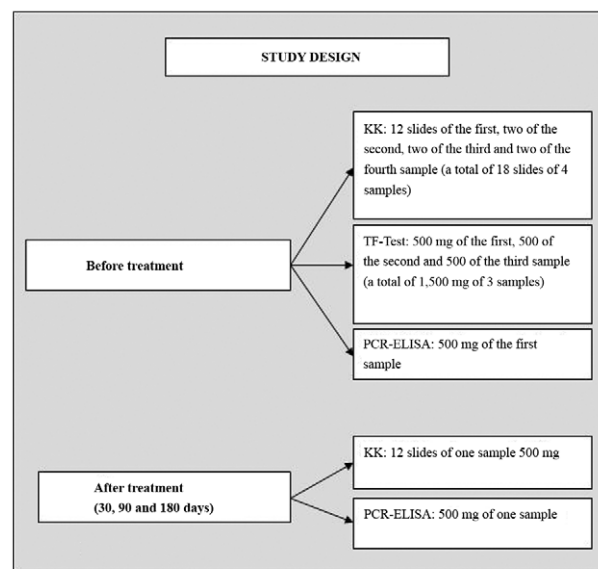 STUDY DESIGN
KK: 12 slides of the first, two of the
second, two of the third and two of the
fourth sample (a total of 18 slides of 4
samples)
Before treatment
TF-Test: 500 mg of the first, 500 of
the second and 500 of the third sample
(a total of 1,500 mg of 3 samples)
PCR-ELISA: 500 mg of the first
sample
After treatment
(30, 90 and 180 days)
KK: 12 slides of one sample 500 mg
PCR-ELISA: 500 mg of one sample